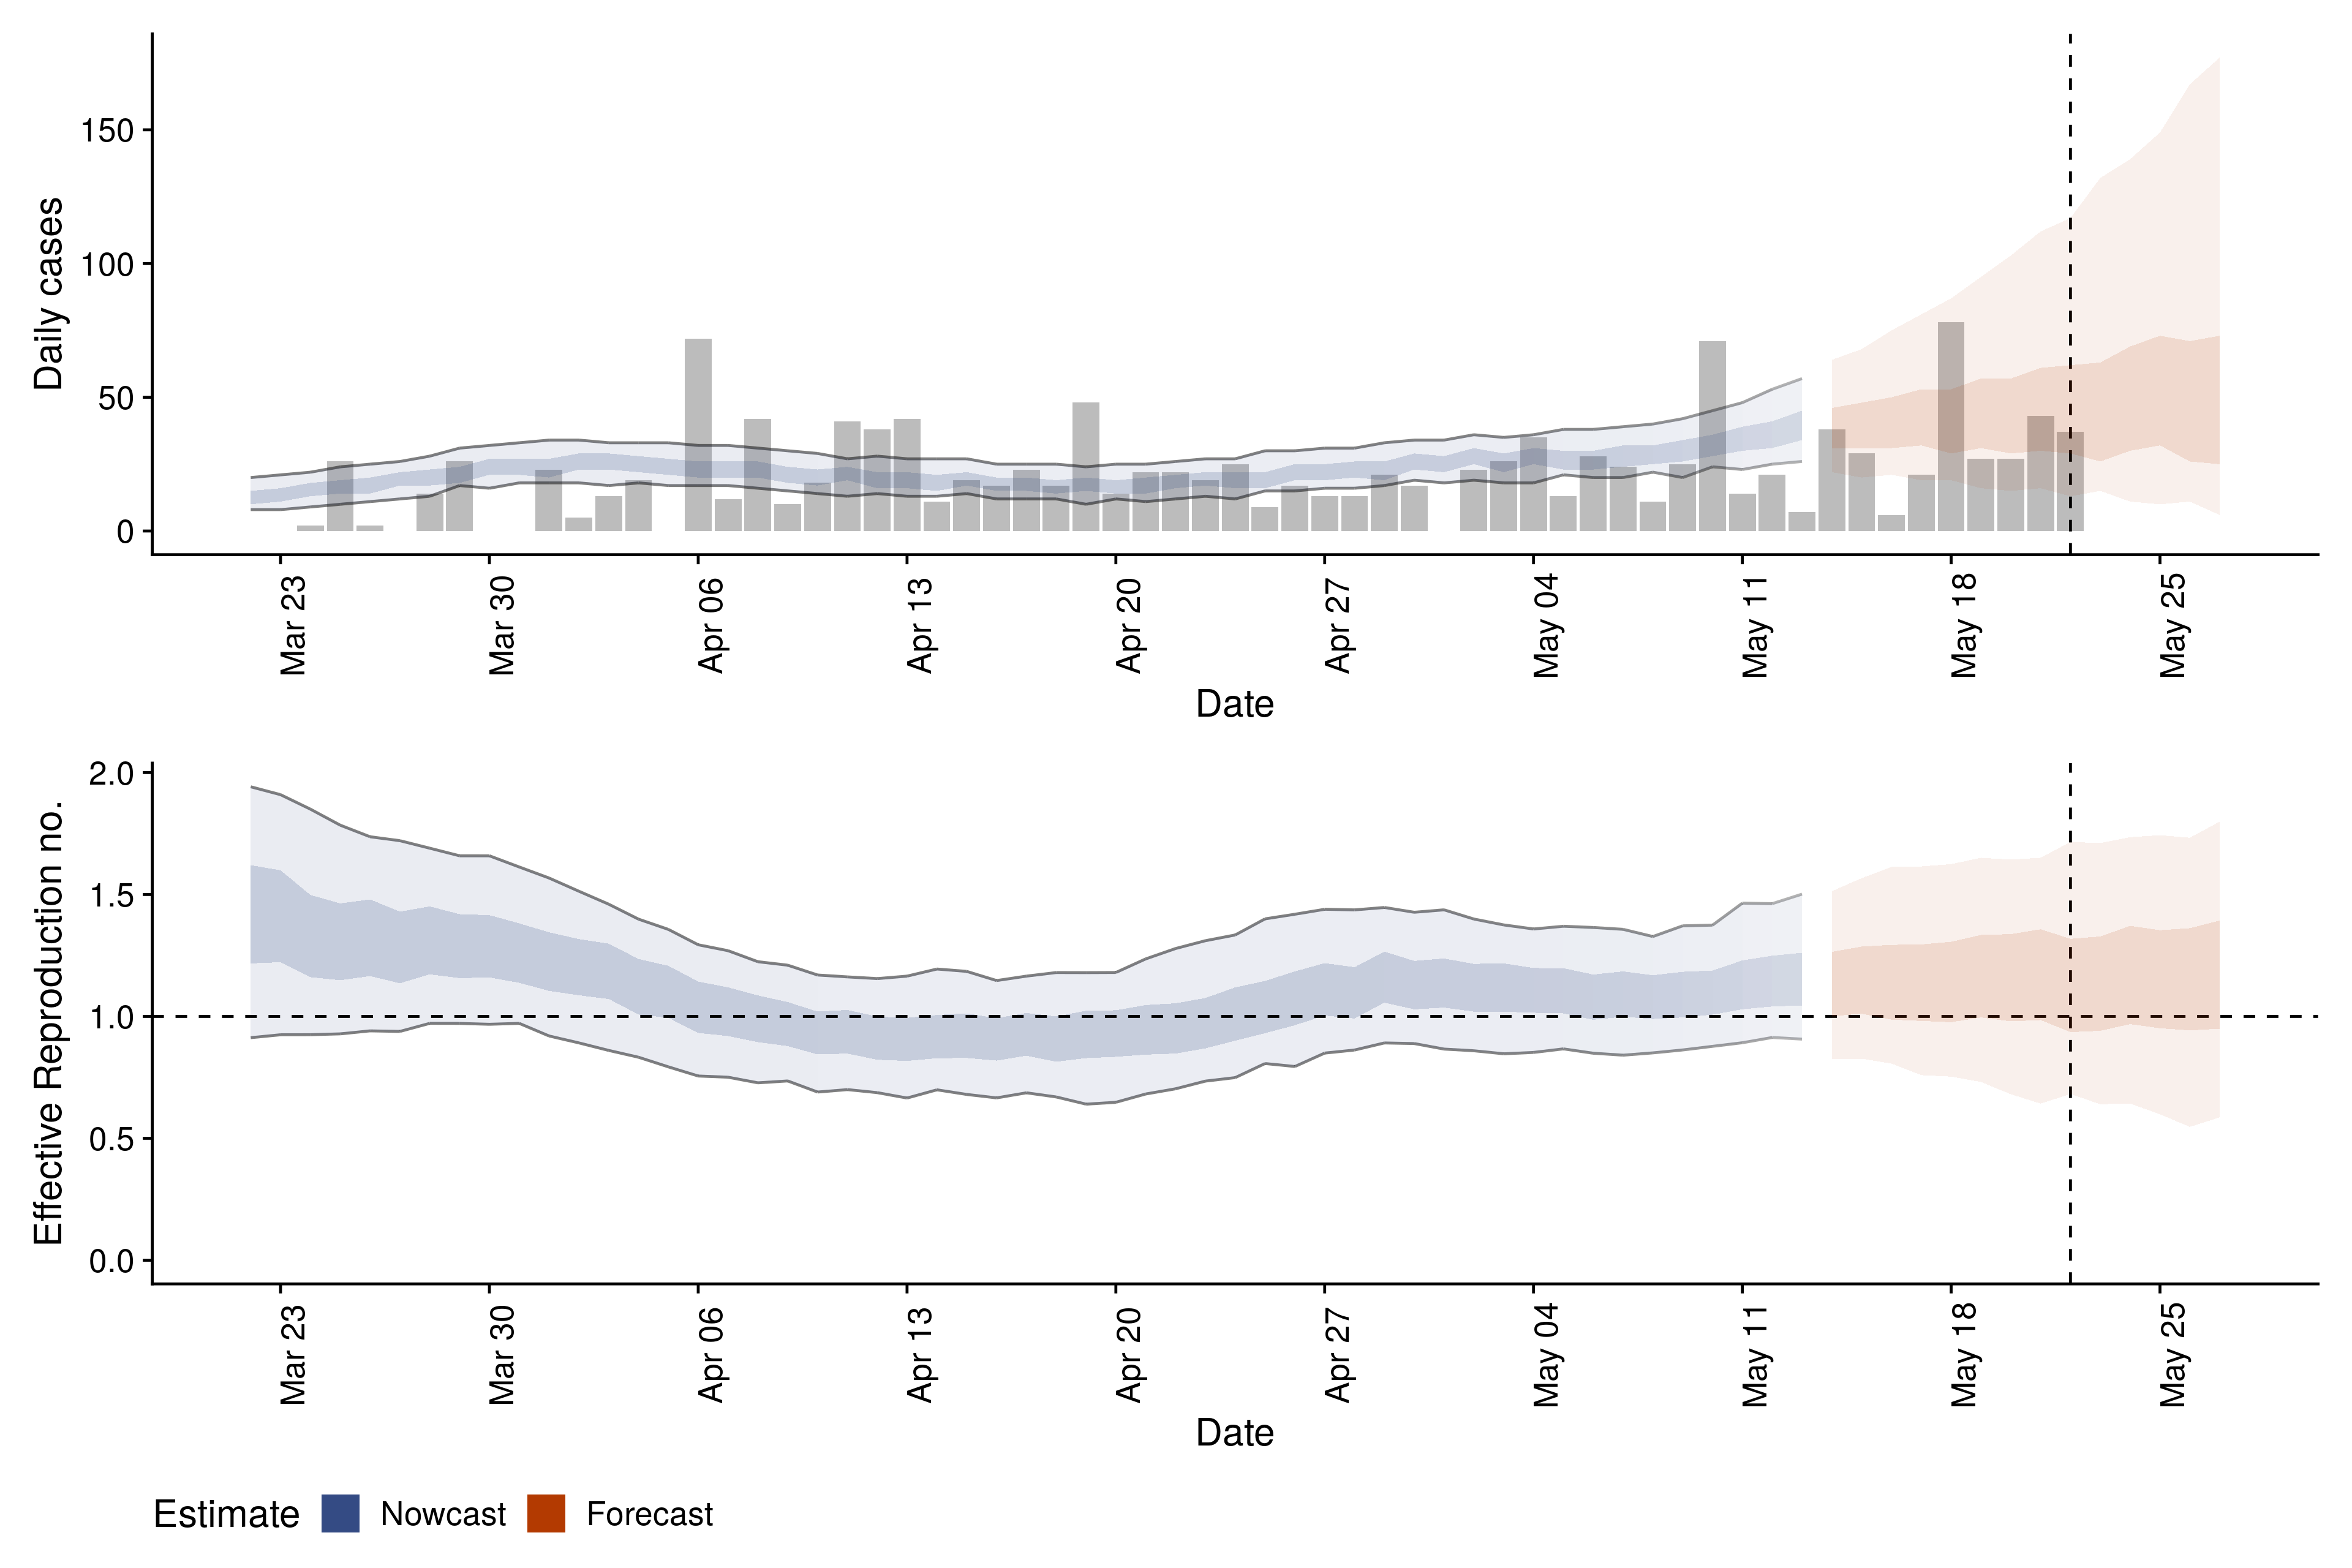 Daily cases
150
100
50
0
Mar 23
Mar 30
Apr 06
Apr 13
Apr 20
Apr 27
May 04
May 11
May 18
May 25
Date
Effective Reproduction no.
2.0
1.5
1.0
0.5
0.0
Mar 23
Mar 30
Apr 06
Apr 13
Apr 20
Apr 27
May 04
May 11
May 18
May 25
Date
Estimate Nowcast Forecast